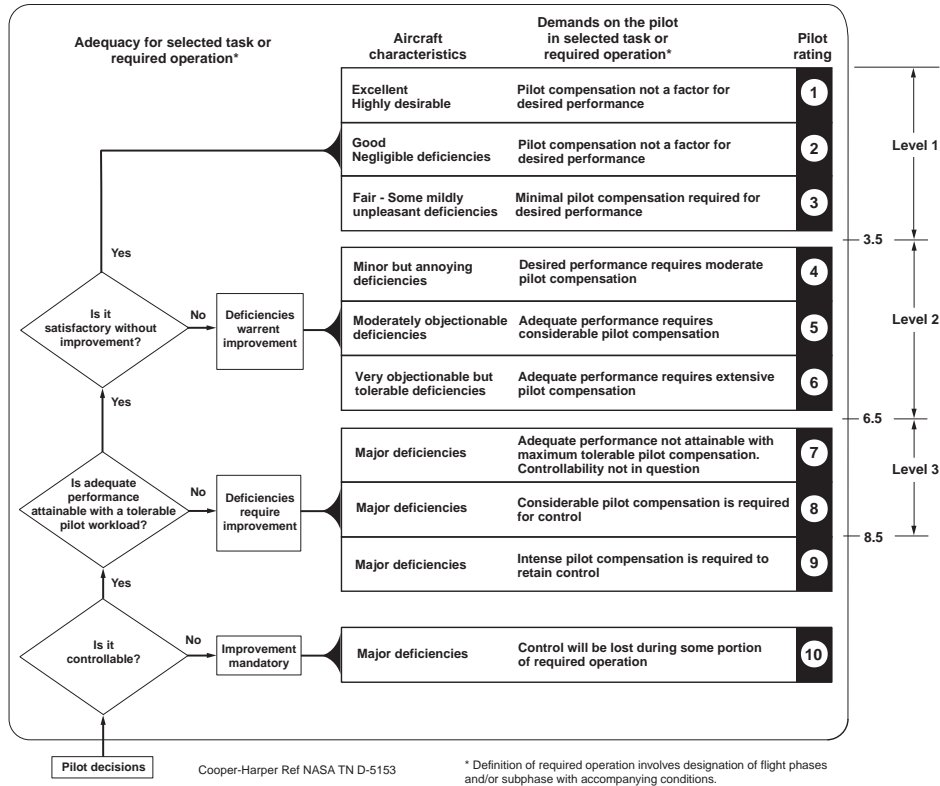 Adequacy for selected task or
required operation*
Aircraft
characteristics
Demands on the pilot
in selected task or
required operation*
Pilot
rating
Excellent
Highly desirable
Pilot compensation not a factor for
desired performance
1
Good
Negligible deficiencies
Pilot compensation not a factor for
desired performance
2
Fair - Some mildly
unpleasant deficiencies
Minimal pilot compensation required for
desired performance
3
Level 1
3.5
Yes
Is it
satisfactory without
improvement?
No
Deficiencies
warrent
improvement
Minor but annoying
deficiencies
Desired performance requires moderate
pilot compensation
4
Moderately objectionable
deficiencies
Adequate performance requires
considerable pilot compensation
5
Very objectionable but
tolerable deficiencies
Adequate performance requires extensive
pilot compensation
6
Level 2
6.5
Yes
Is adequate
performance
attainable with a tolerable
pilot workload?
No
Deficiencies
require
improvement
Major deficiencies
Adequate performance not attainable with
maximum tolerable pilot compensation.
Controllability not in question
7
Major deficiencies
Considerable pilot compensation is required
for control
8
Level 3
8.5
Major deficiencies
Intense pilot compensation is required to
retain control
9
Yes
Is it
controllable?
No
Improvement
mandatory
Major deficiencies
Control will be lost during some portion
of required operation
10
Pilot decisions
Cooper-Harper Ref NASA TN D-5153
* Definition of required operation involves designation of flight phases
and/or subphase with accompanying conditions.